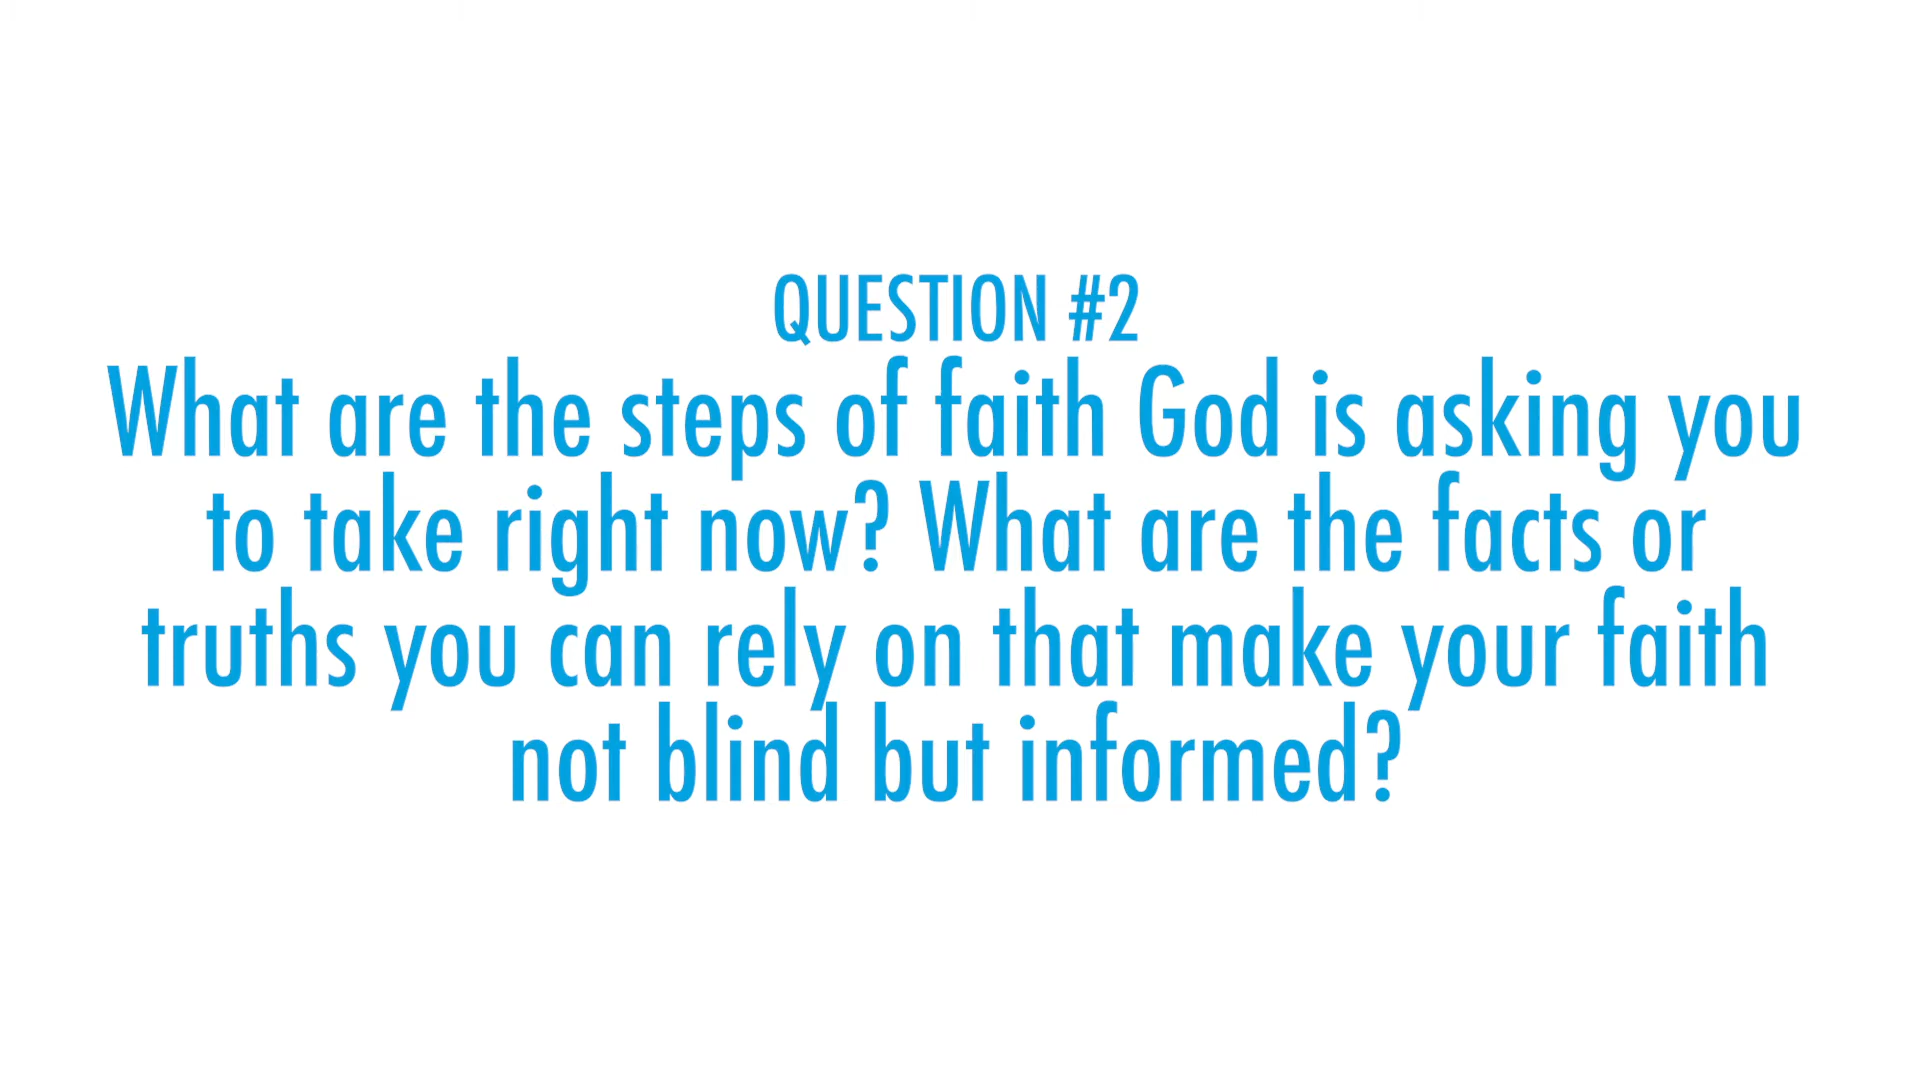 QUESTION #2
What are the steps of faith God is asking you
to take right now? What are the facts or
truths you can rely on that make your faith
not blind but informed?